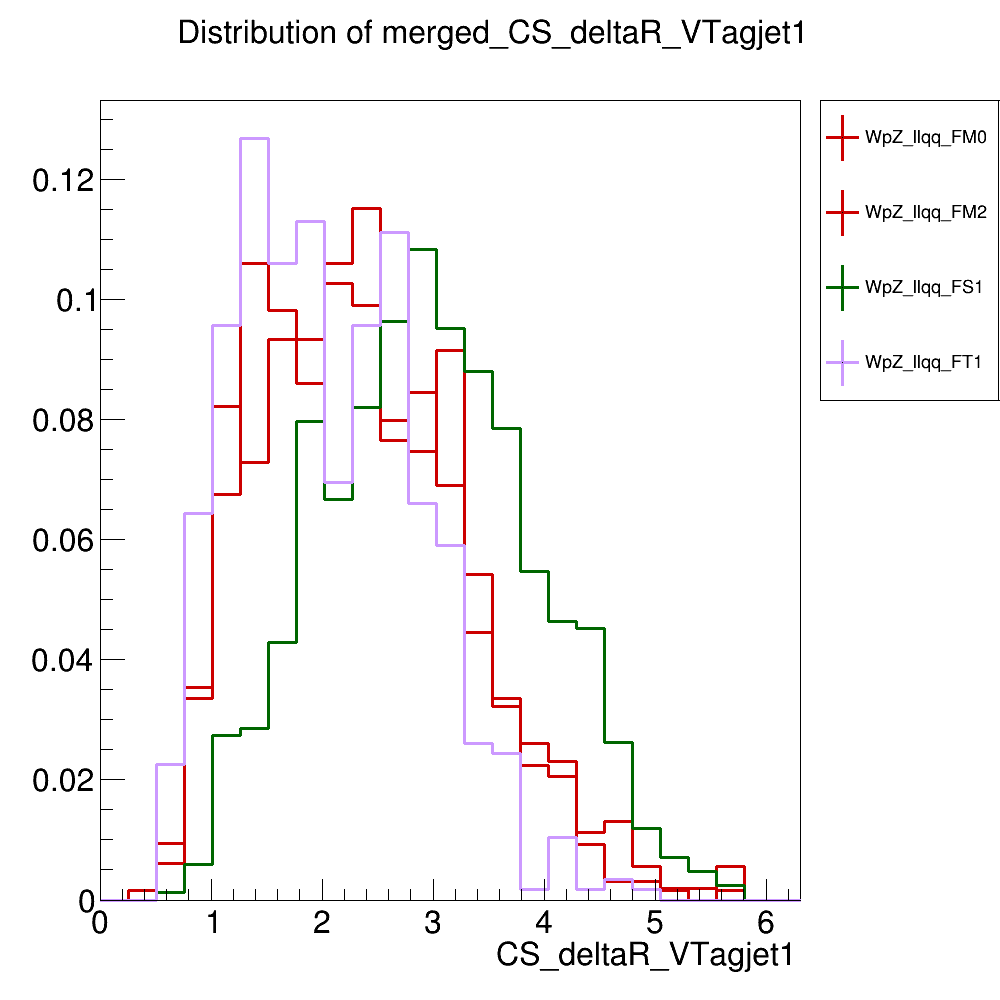 Distribution of merged_CS_deltaR_VTagjet1
WpZ_llqq_FM0
WpZ_llqq_FM2
WpZ_llqq_FS1
WpZ_llqq_FT1
0.12
0.1
0.08
0.06
0.04
0.02
0
0 1 2 3 4 5 6
CS_deltaR_VTagjet1